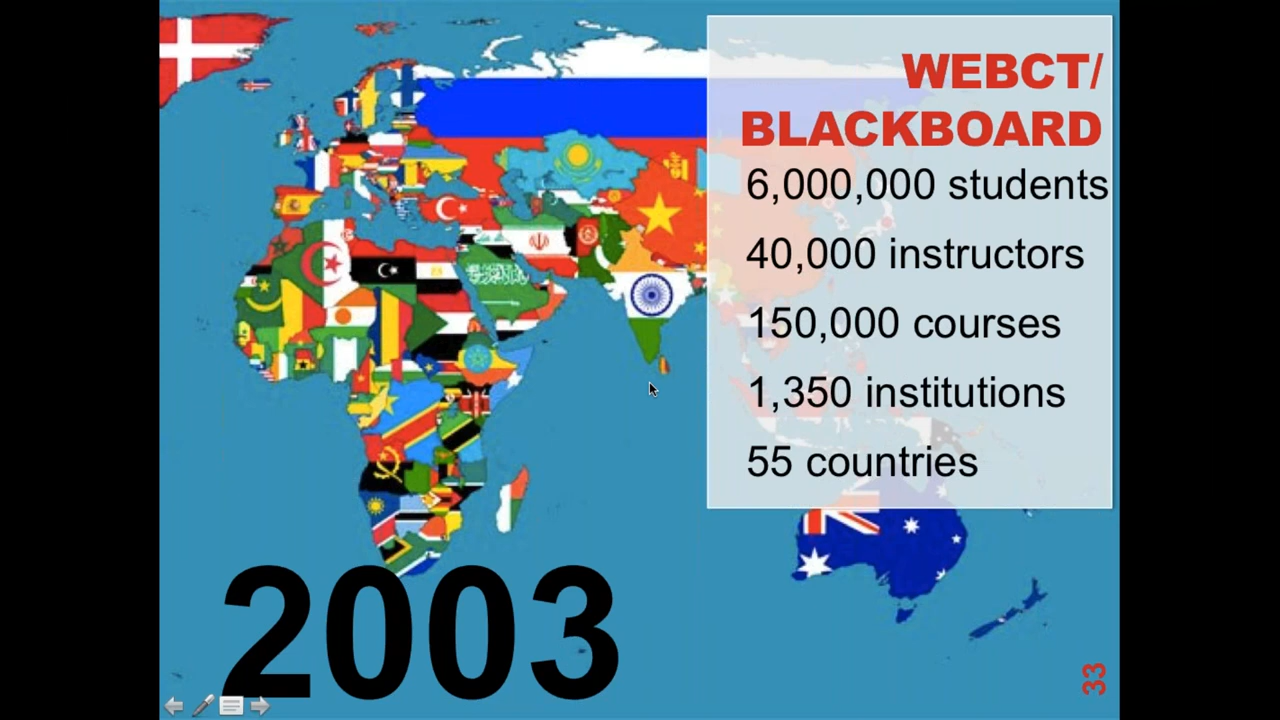 WEBCT/
BLACKBOARD
6,000,000 students
40,000 instructors
150,000 courses
1,350 institutions
55 countries
2003
33